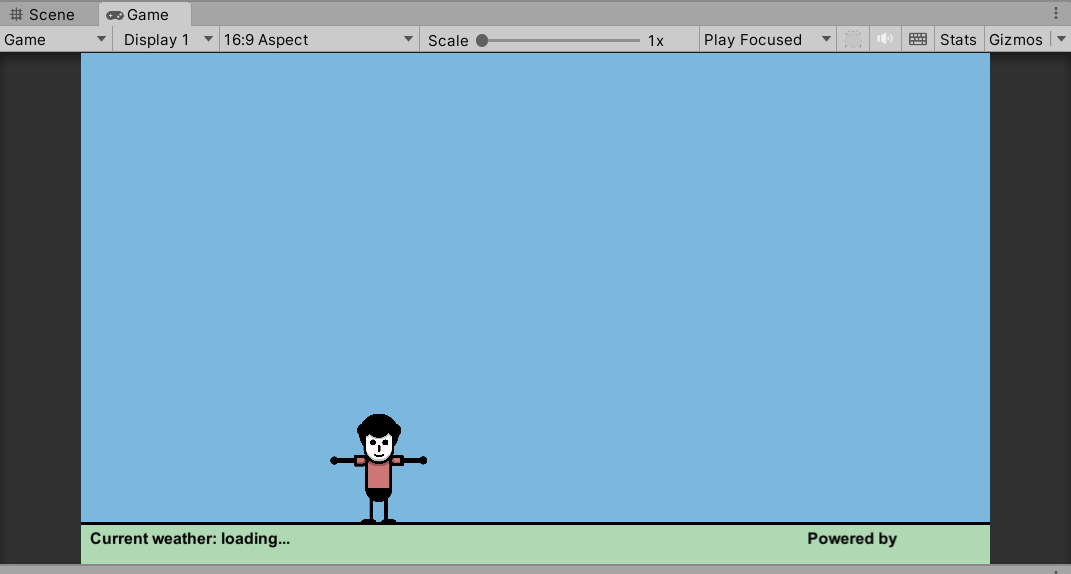 Scene Game
Game Display 1 16:9 Aspect Scale 1x Play Focused Stats Gizmos
Current weather: loading... Powered by